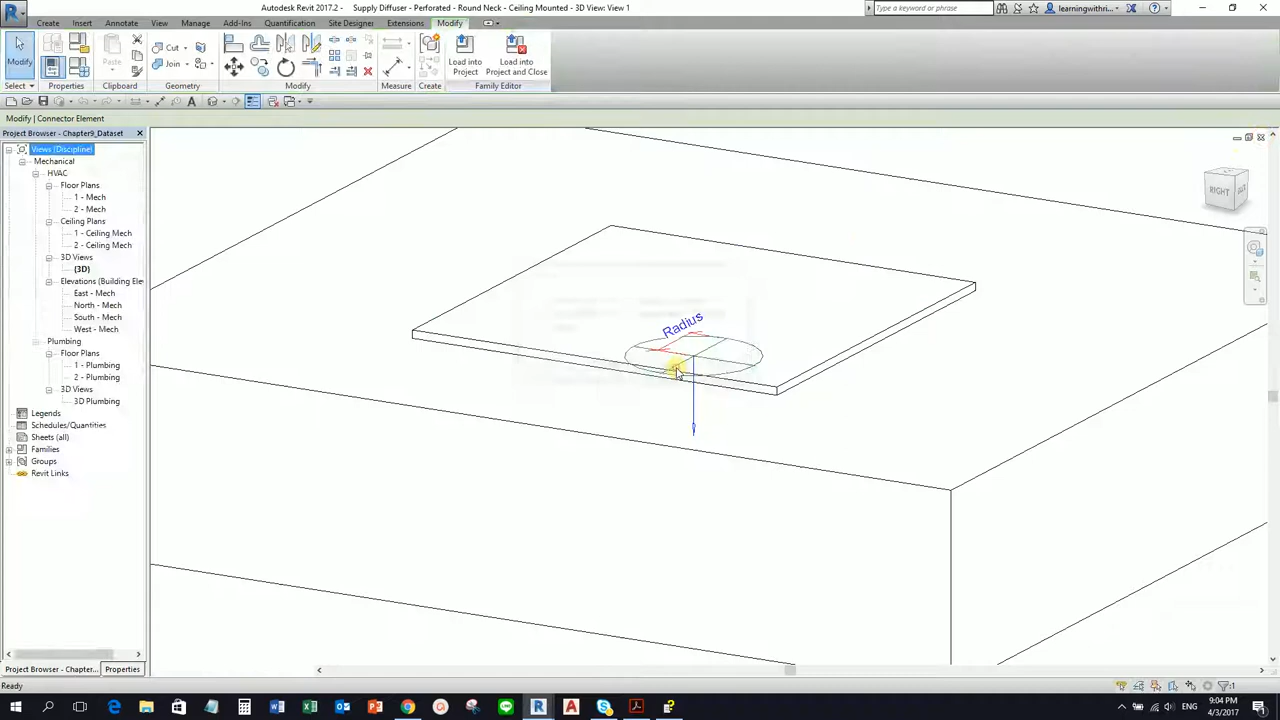 Autodesk Revit 2017.2 - Supply Diffuser - Perforated - Round Neck - Ceiling Mounted - 3D View: View 1
Type a keyword or phrase
learningwithri...
Create Insert Annotate View Manage Add-Ins Quantification Site Designer Extensions Modify
Modify
Paste
Cut
Join
Load into Project
Load into Project and Close
Select Properties Clipboard Geometry Modify Measure Create Family Editor
Modify | Connector Element
Project Browser - Chapter9_Dataset
Views (Discipline)
Mechanical
HVAC
Floor Plans
1 - Mech
2 - Mech
Ceiling Plans
1 - Ceiling Mech
2 - Ceiling Mech
3D Views
{3D}
Elevations (Building Ele
East - Mech
North - Mech
South - Mech
West - Mech
Plumbing
Floor Plans
1 - Plumbing
2 - Plumbing
3D Views
3D Plumbing
Legends
Schedules/Quantities
Sheets (all)
Families
Groups
Revit Links
Radius
RIGHT
Project Browser - Chapter... Properties
Ready
:1
ENG
9:04 PM
4/3/2017